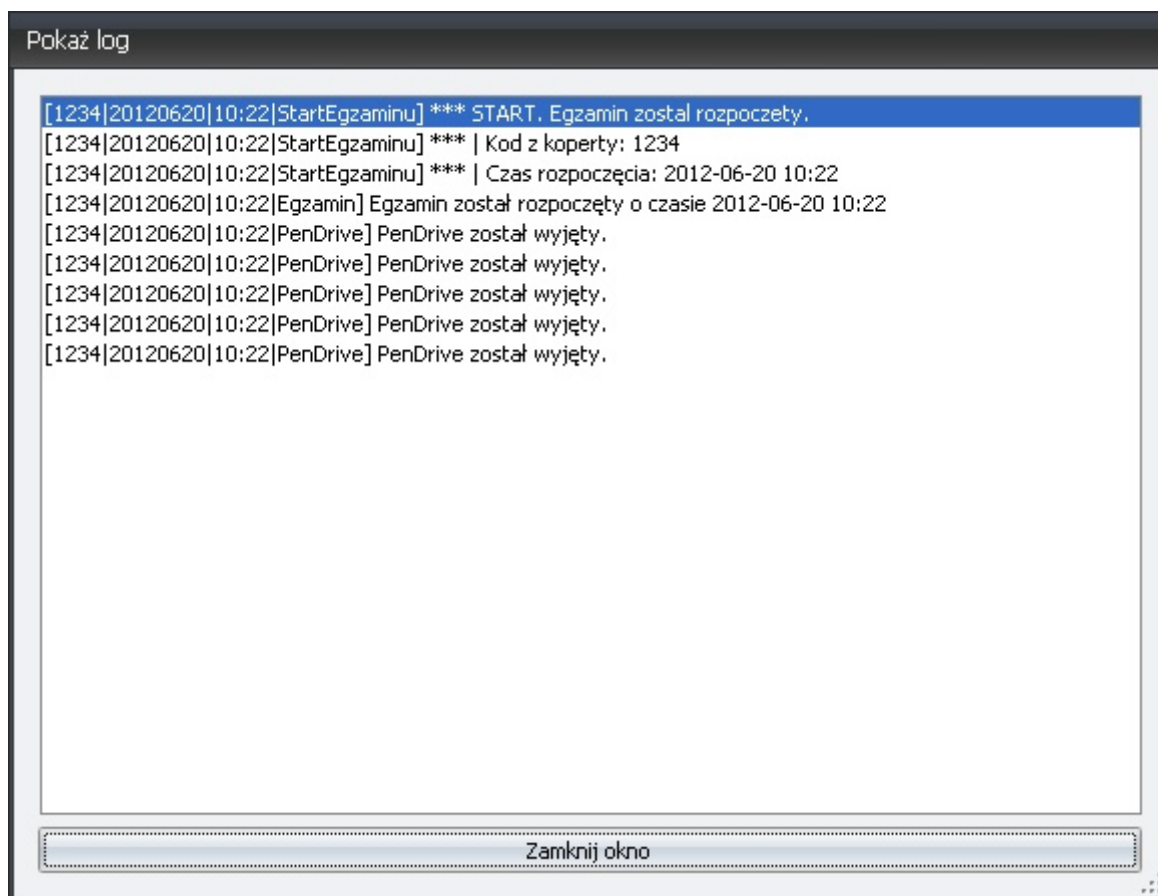 Pokaż log
[1234|20120620|10:22|StartEgzaminu] *** START. Egzamin zostal rozpoczety.
[1234|20120620|10:22|StartEgzaminu] *** | Kod z koperty: 1234
[1234|20120620|10:22|StartEgzaminu] *** | Czas rozpoczęcia: 2012-06-20 10:22
[1234|20120620|10:22|Egzamin] Egzamin został rozpoczęty o czasie 2012-06-20 10:22
[1234|20120620|10:22|PenDrive] PenDrive został wyjęty.
[1234|20120620|10:22|PenDrive] PenDrive został wyjęty.
[1234|20120620|10:22|PenDrive] PenDrive został wyjęty.
[1234|20120620|10:22|PenDrive] PenDrive został wyjęty.
[1234|20120620|10:22|PenDrive] PenDrive został wyjęty.
Zamknij okno